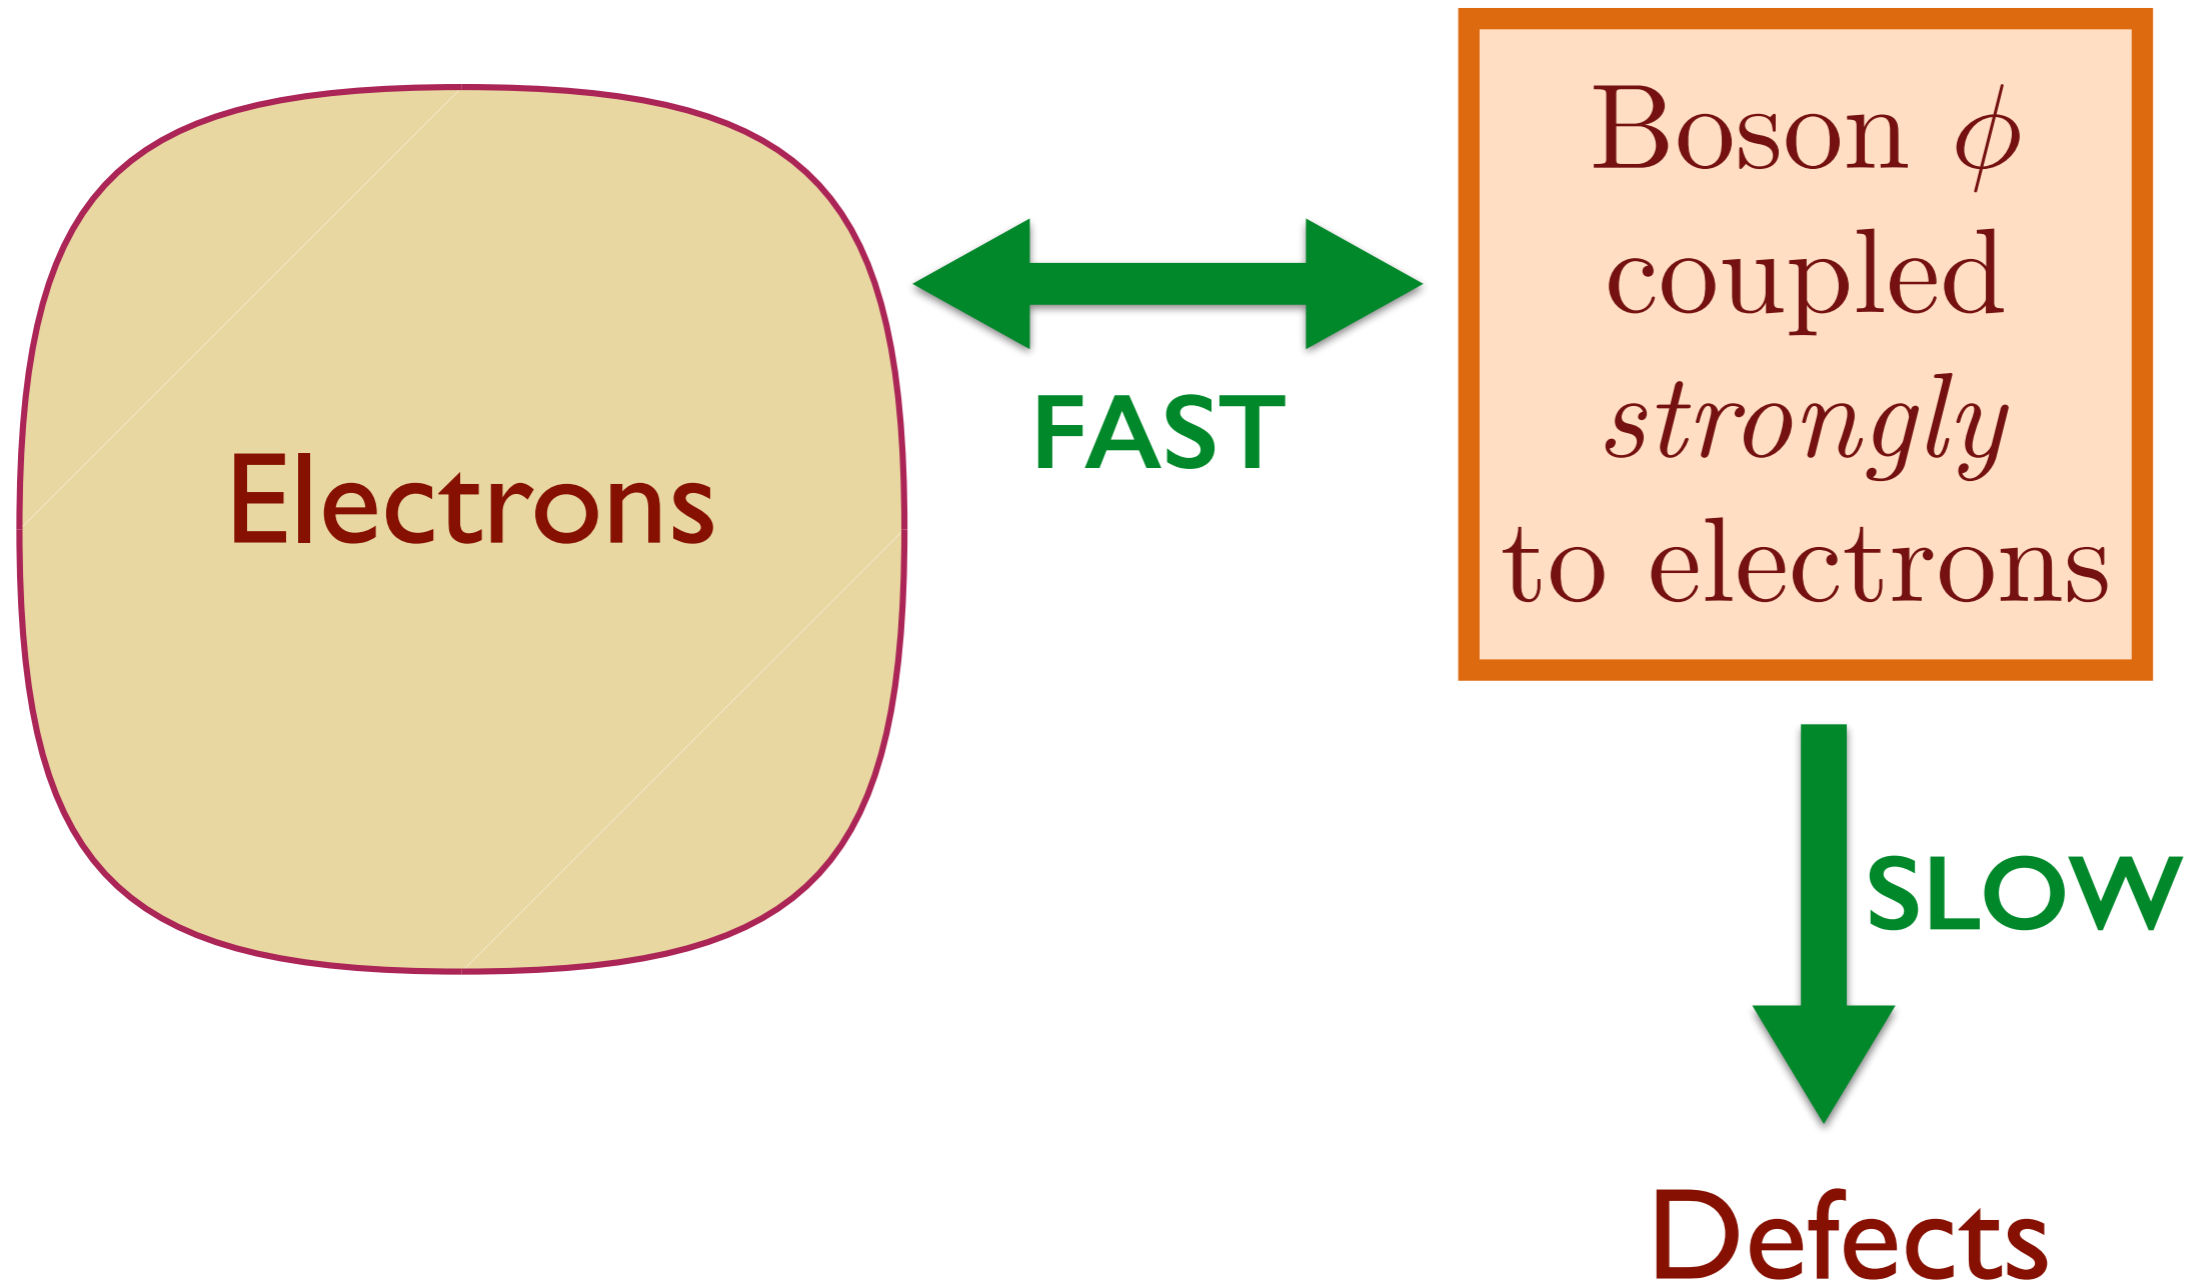 Electrons
FAST
Boson ϕ
coupled
strongly
to electrons
SLOW
Defects